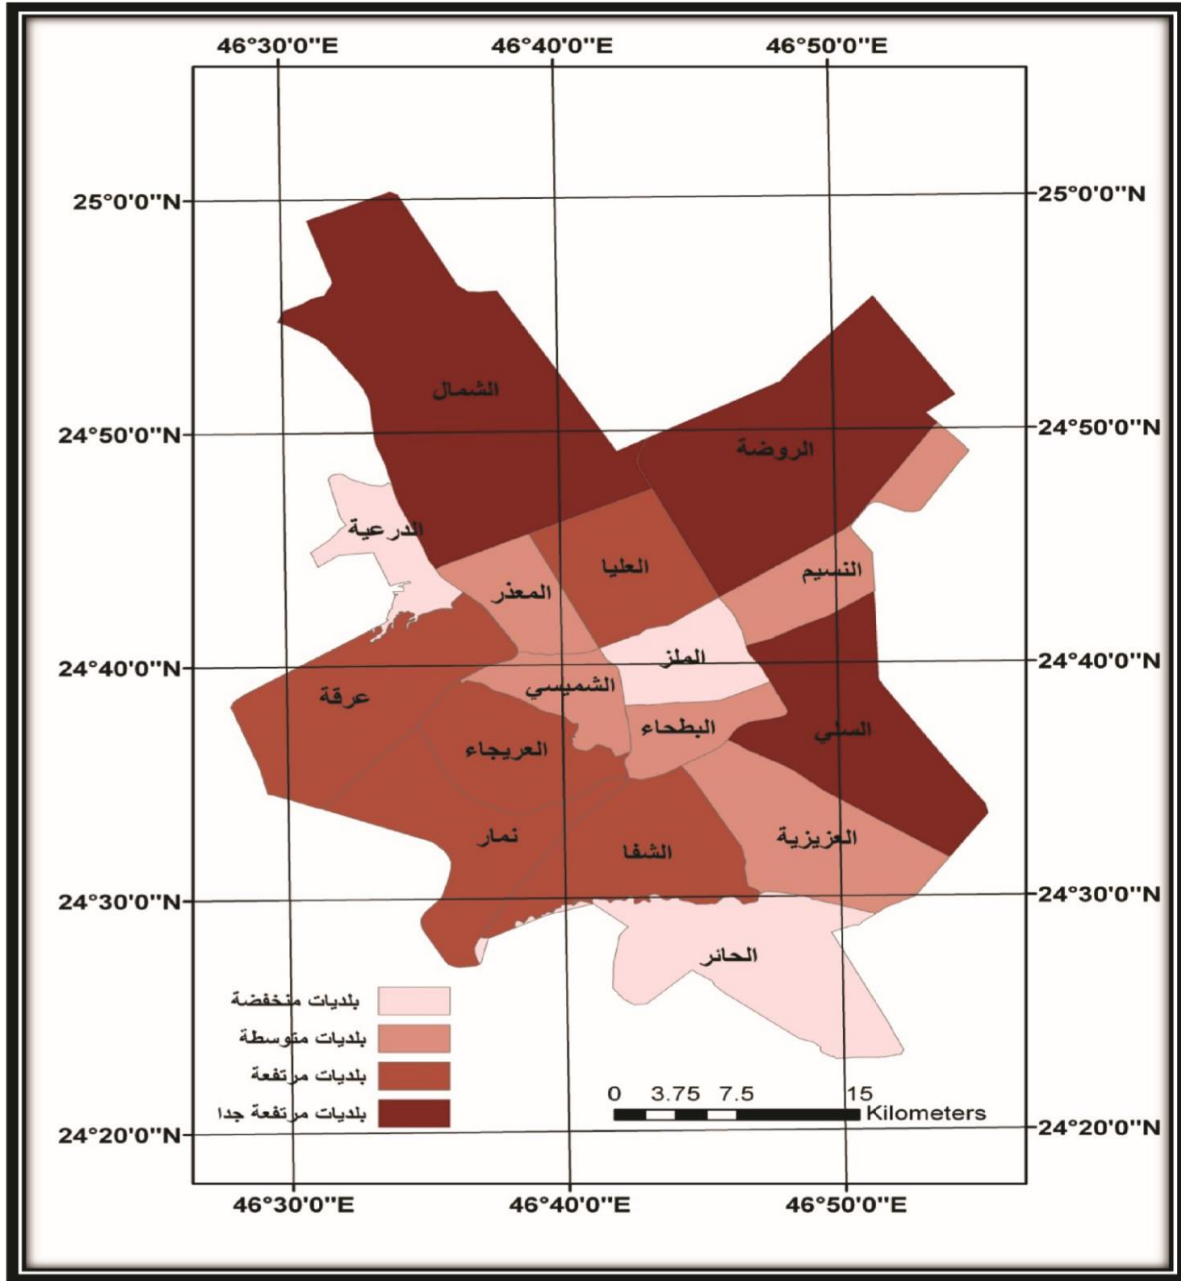 46°30'0"E 46°40'0"E 46°50'0"E
25°0'0"N 25°0'0"N
الشمال
24°50'0"N 24°50'0"N
الروضة
الدرعية
العليا
النسيم
المعذر
الملز
24°40'0"N 24°40'0"N
الشميسي
عرقة
البطحاء
السلي
العريجاء
نمار
العزيزية
الشفا
24°30'0"N 24°30'0"N
الحائر
بلديات منخفضة
بلديات متوسطة
بلديات مرتفعة
بلديات مرتفعة جدا
0 3.75 7.5 15
Kilometers
24°20'0"N 24°20'0"N
46°30'0"E 46°40'0"E 46°50'0"E